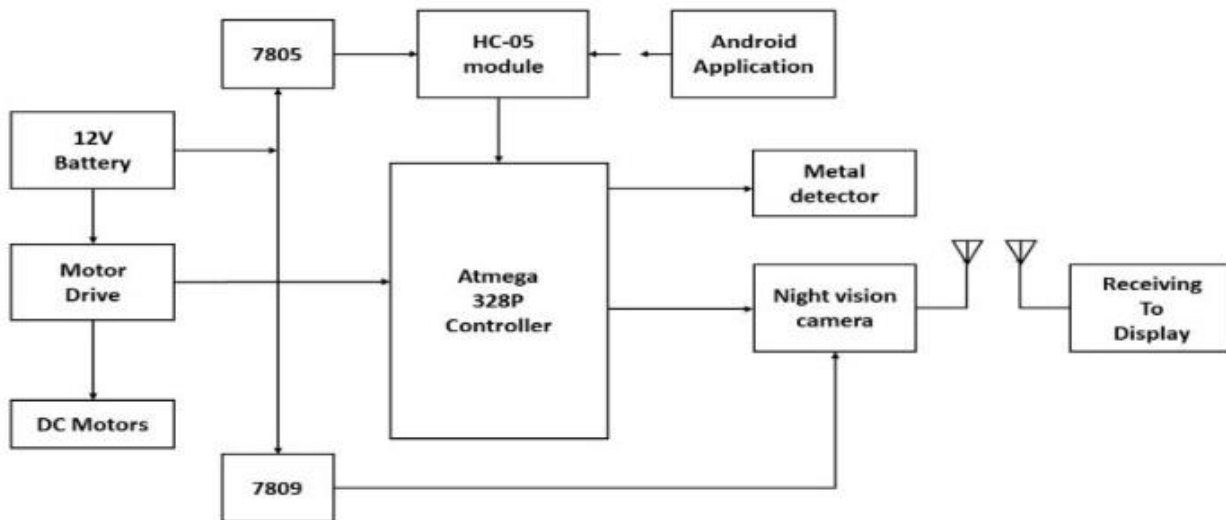 7805
HC-05
module
Android
Application
12V
Battery
Metal
detector
Motor
Drive
Atmega
328P
Controller
Night vision
camera
Receiving
To
Display
DC Motors
7809